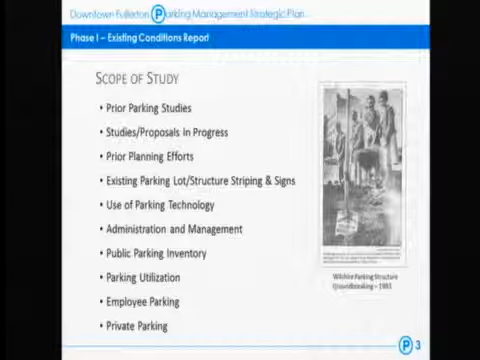 Downtown Fullerton Parking Management Strategic Plan
Phase I – Existing Conditions Report
SCOPE OF STUDY
• Prior Parking Studies
• Studies/Proposals in Progress
• Prior Planning Efforts
• Existing Parking Lot/Structure Striping & Signs
• Use of Parking Technology
• Administration and Management
• Public Parking Inventory
• Parking Utilization
• Employee Parking
• Private Parking
Wilshire Parking Structure
Groundbreaking –
P 3